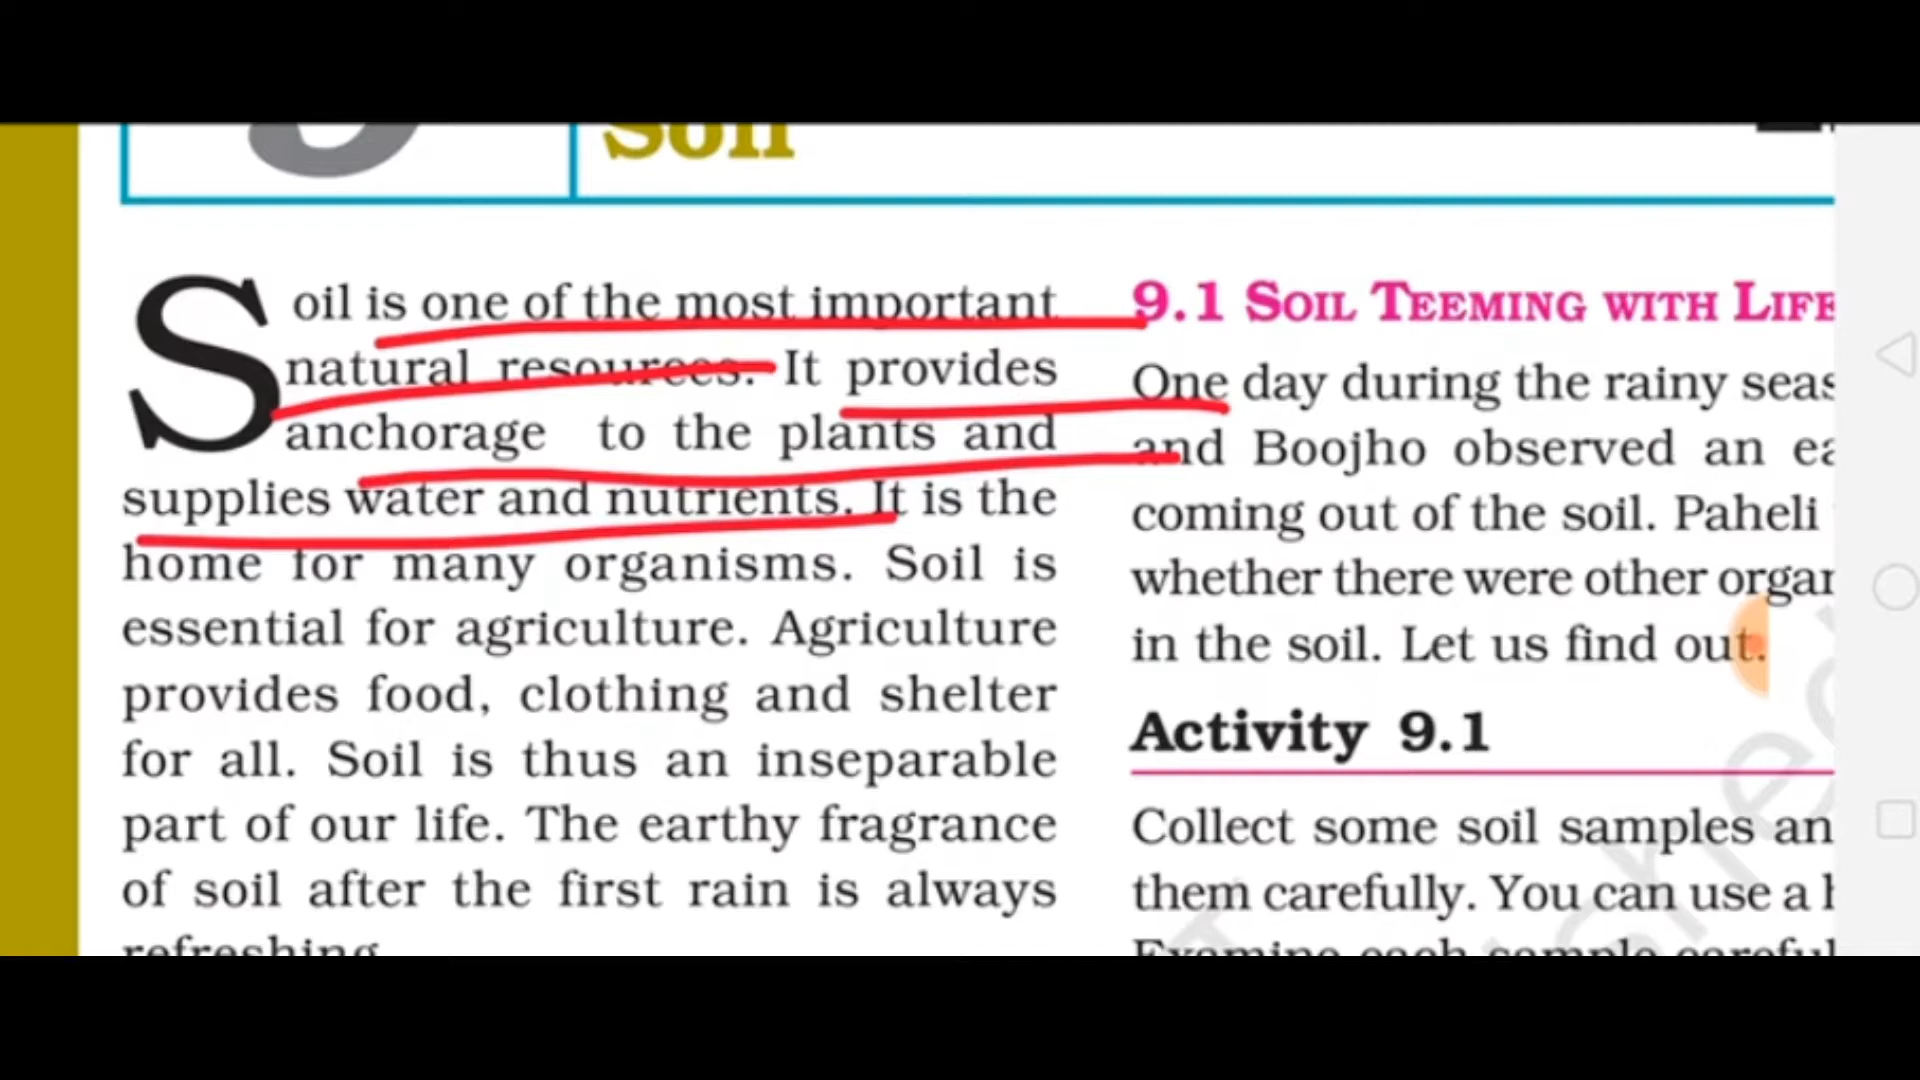 Soil
Soil is one of the most important
natural resources. It provides
anchorage to the plants and
supplies water and nutrients. It is the
home for many organisms. Soil is
essential for agriculture. Agriculture
provides food, clothing and shelter
for all. Soil is thus an inseparable
part of our life. The earthy fragrance
of soil after the first rain is always
refreshing.
9.1 SOIL TEEMING WITH LIFE
One day during the rainy
and Boojho observed an
coming out of the soil. Paheli
whether there were other
in the soil. Let us find out.
Activity 9.1
Collect some soil samples
them carefully. You can use a
Examine each sample